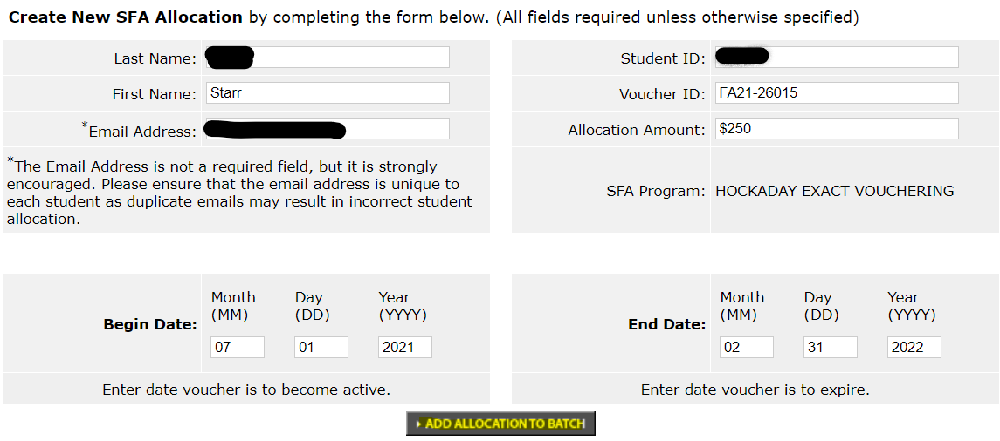 Create New SFA Allocation by completing the form below. (All fields required unless otherwise specified)
Last Name:
Student ID:
First Name: Starr
Voucher ID: FA21-26015
*Email Address:
Allocation Amount: $250
*The Email Address is not a required field, but it is strongly
encouraged. Please ensure that the email address is unique to
each student as duplicate emails may result in incorrect student
allocation.
SFA Program: HOCKADAY EXACT VOUCHERING
Begin Date:
Month
(MM)
Day
(DD)
Year
(YYYY)
07 01 2021
Enter date voucher is to become active.
End Date:
Month
(MM)
Day
(DD)
Year
(YYYY)
02 31 2022
Enter date voucher is to expire.
ADD ALLOCATION TO BATCH